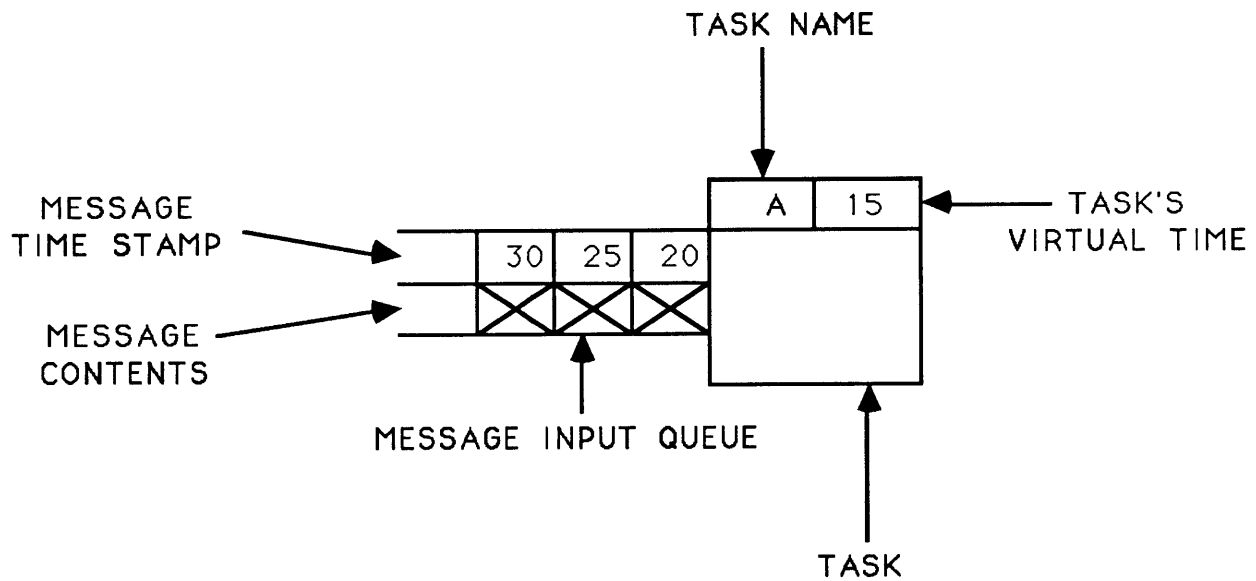 TASK NAME
A 15
TASK'S
VIRTUAL TIME
MESSAGE
TIME STAMP
30 25 20
MESSAGE
CONTENTS
MESSAGE INPUT QUEUE
TASK